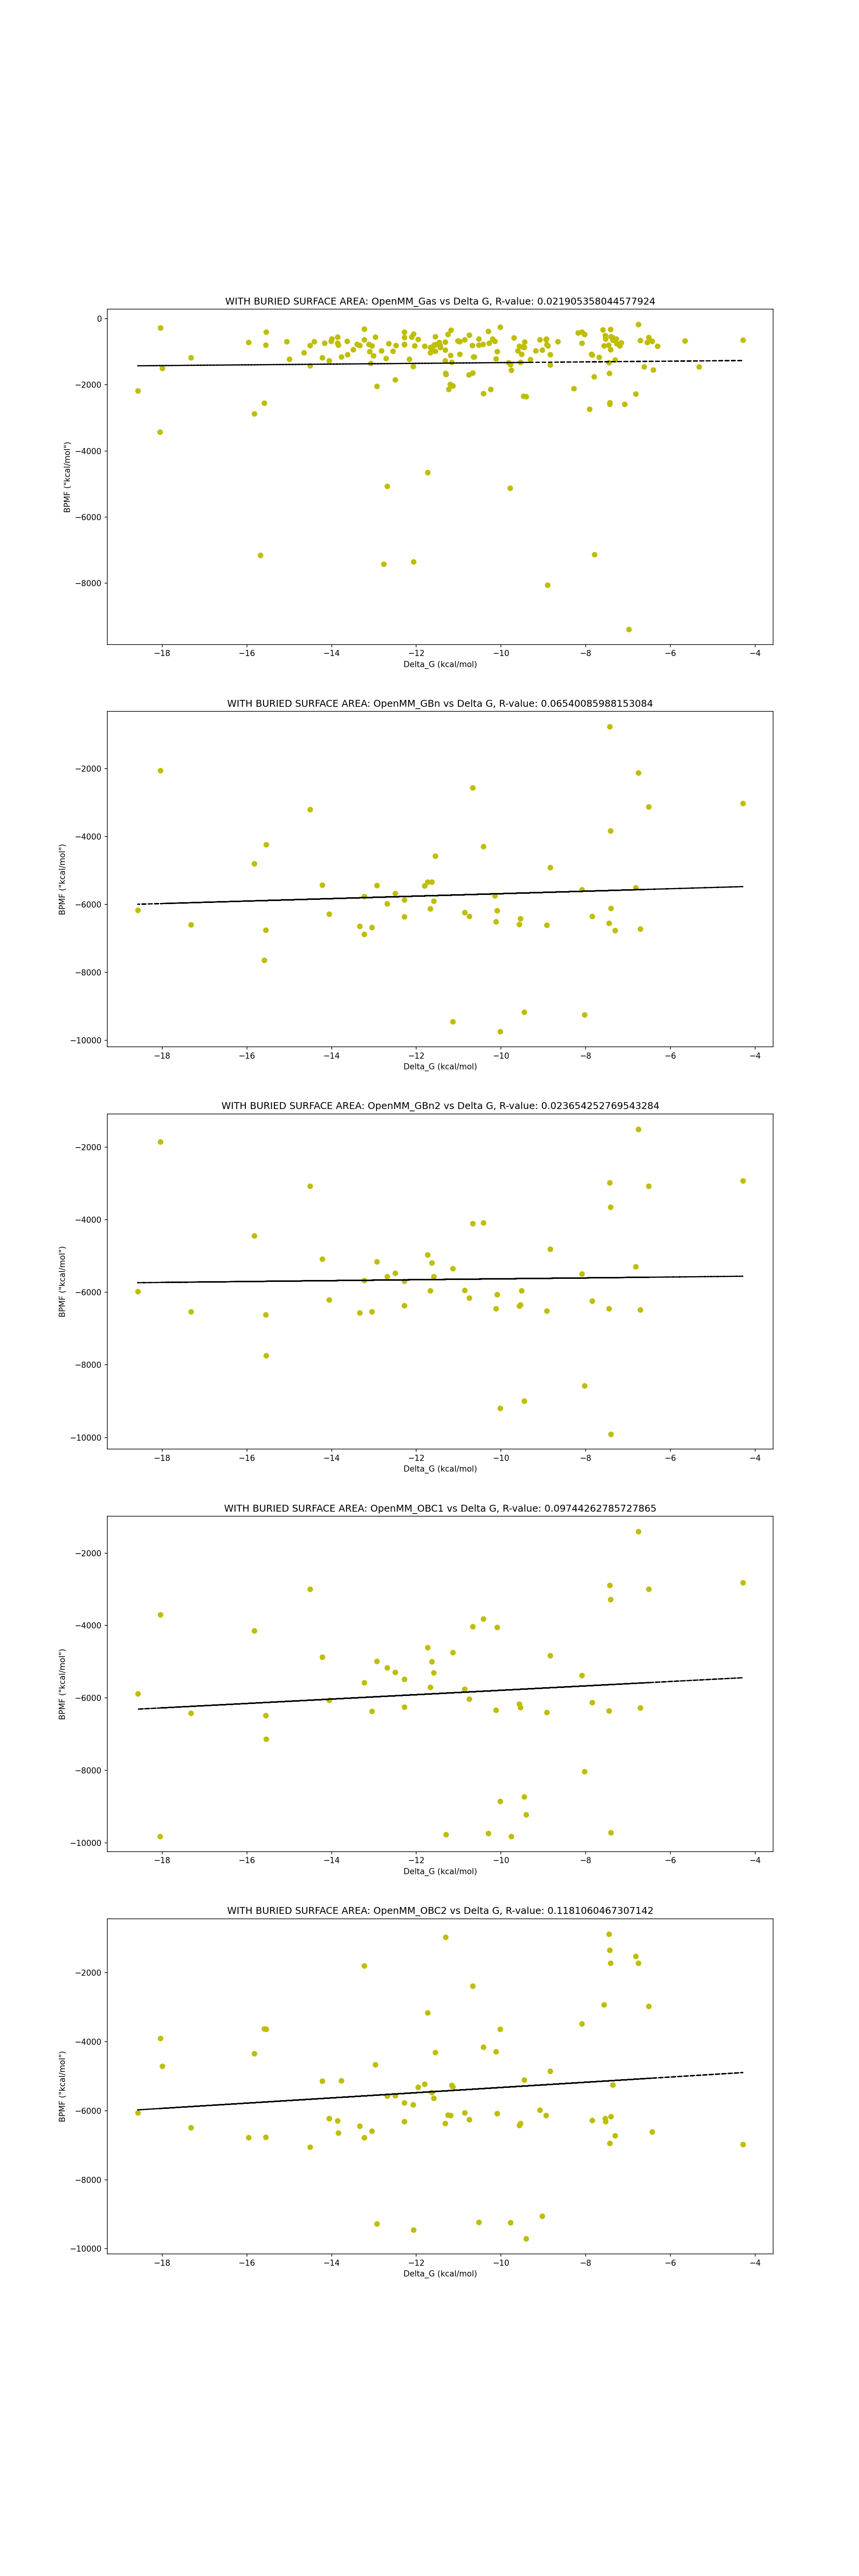 WITH BURIED SURFACE AREA: OpenMM_Gas vs Delta G, R-value: 0.021905358044577924
0
−2000
−4000
−6000
−8000
BPMF ("kcal/mol")
−18 −16 −14 −12 −10 −8 −6 −4
Delta_G (kcal/mol)
WITH BURIED SURFACE AREA: OpenMM_GBn vs Delta G, R-value: 0.06540085988153084
−2000
−4000
−6000
−8000
−10000
BPMF ("kcal/mol")
−18 −16 −14 −12 −10 −8 −6 −4
Delta_G (kcal/mol)
WITH BURIED SURFACE AREA: OpenMM_GBn2 vs Delta G, R-value: 0.023654252769543284
−2000
−4000
−6000
−8000
−10000
BPMF ("kcal/mol")
−18 −16 −14 −12 −10 −8 −6 −4
Delta_G (kcal/mol)
WITH BURIED SURFACE AREA: OpenMM_OBC1 vs Delta G, R-value: 0.09744262785727865
−2000
−4000
−6000
−8000
−10000
BPMF ("kcal/mol")
−18 −16 −14 −12 −10 −8 −6 −4
Delta_G (kcal/mol)
WITH BURIED SURFACE AREA: OpenMM_OBC2 vs Delta G, R-value: 0.1181060467307142
−2000
−4000
−6000
−8000
−10000
BPMF ("kcal/mol")
−18 −16 −14 −12 −10 −8 −6 −4
Delta_G (kcal/mol)